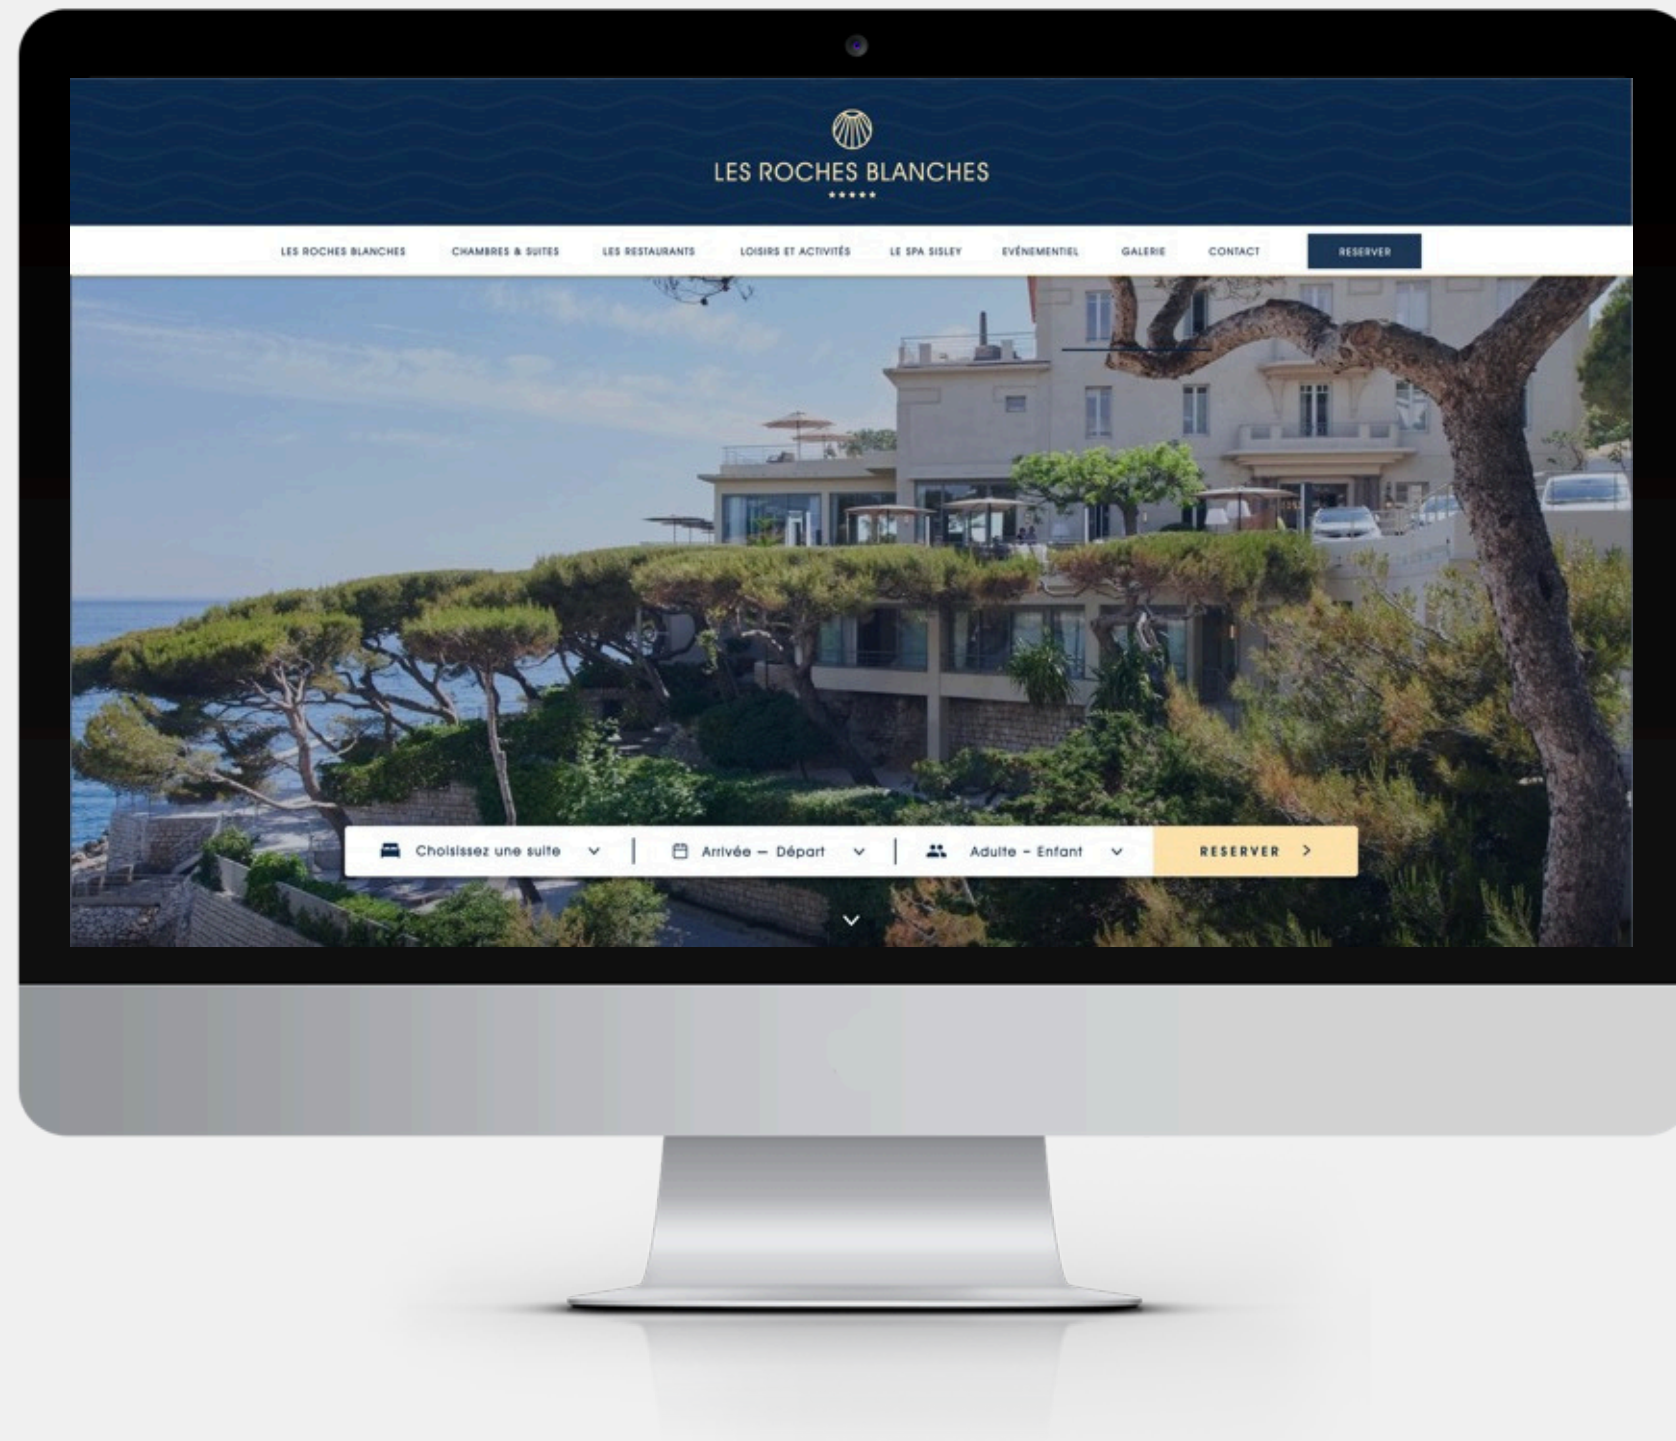 LES ROCHES BLANCHES
LES ROCHES BLANCHES CHAMBRES & SUITES LES RESTAURANTS LOISIRS ET ACTIVITÉS LE SPA SISLEY EVÉNEMENTIEL GALERIE CONTACT RESERVER
Choisissez une suite Arrivée – Départ Adulte – Enfant RESERVER